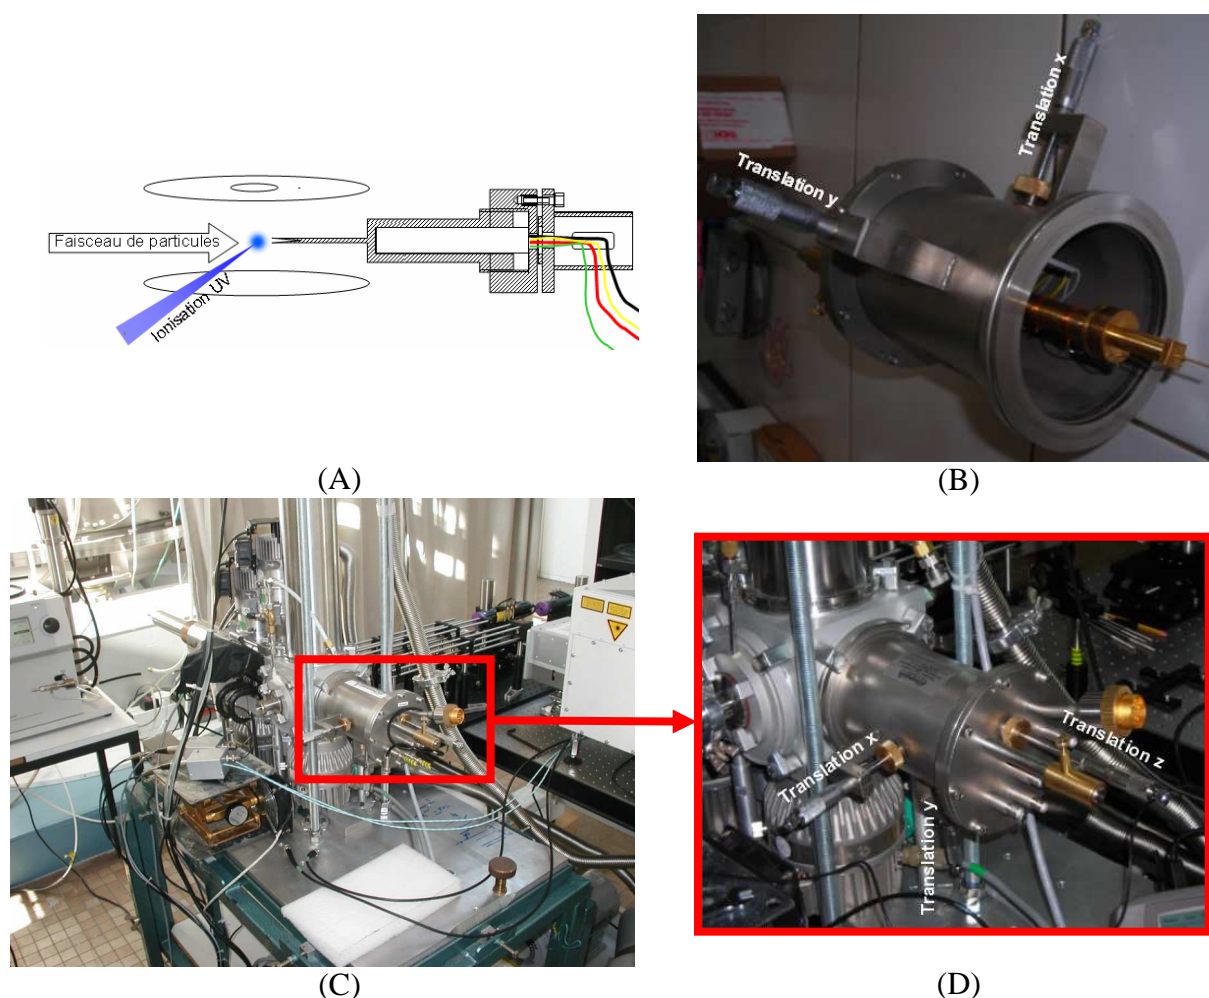 Faisceau de particules
Ionisation UV
Translation y
Translation x
(A)
(B)
Translation x
Translation y
Translation z
(C)
(D)